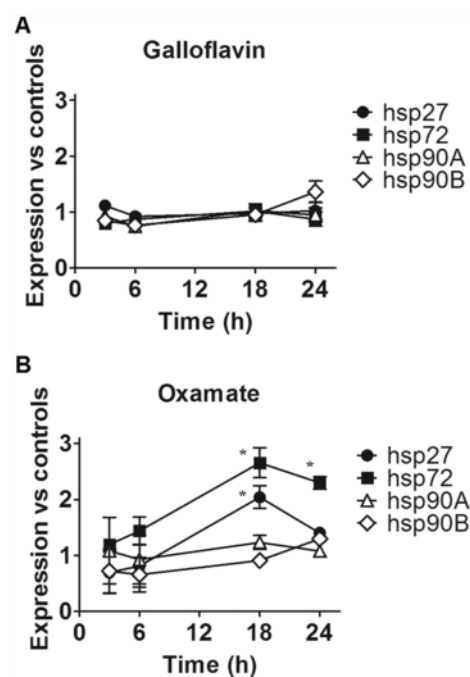 A
Galloflavin
Expression vs controls
3
2
1
0
0 6 12 18 24
Time (h)
hsp27
hsp72
hsp90A
hsp90B
B
Oxamate
Expression vs controls
3
2
1
0
0 6 12 18 24
Time (h)
*
*
*
hsp27
hsp72
hsp90A
hsp90B